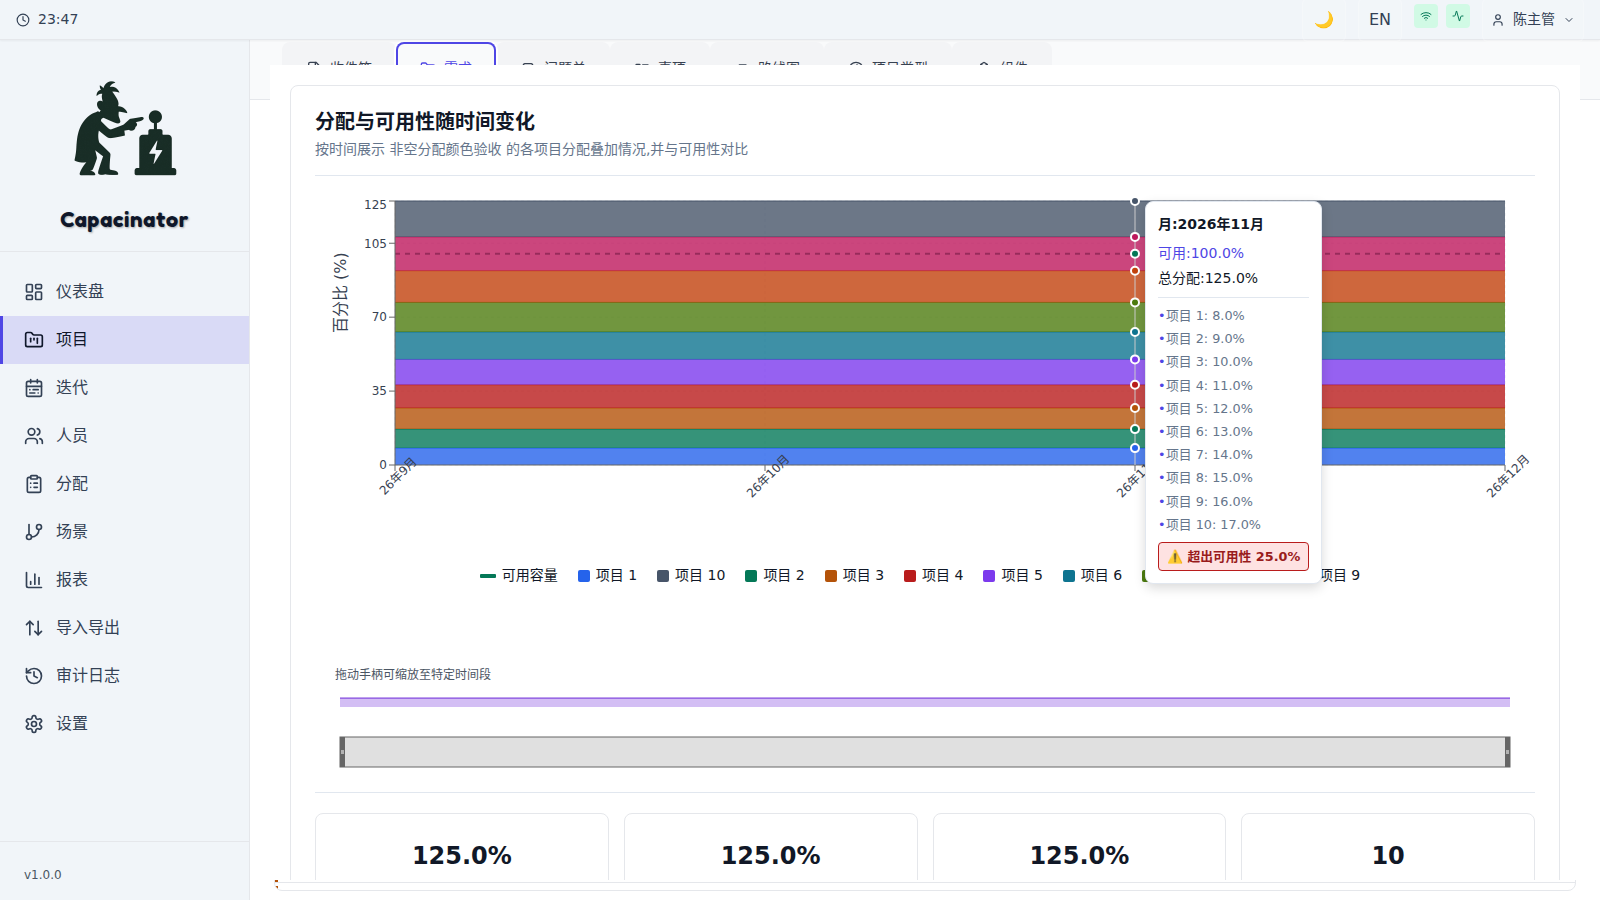 23:47
EN
陈主管
Capacinator
仪表盘
项目
迭代
人员
分配
场景
报表
导入导出
审计日志
设置
v1.0.0
分配与可用性随时间变化
按时间展示 非空分配颜色验收 的各项目分配叠加情况,并与可用性对比
百分比 (%)
125
105
70
35
0
26年9月
26年10月
26年12月
月:2026年11月
可用:100.0%
总分配:125.0%
•项目 1: 8.0%
•项目 2: 9.0%
•项目 3: 10.0%
•项目 4: 11.0%
•项目 5: 12.0%
•项目 6: 13.0%
•项目 7: 14.0%
•项目 8: 15.0%
•项目 9: 16.0%
•项目 10: 17.0%
⚠️ 超出可用性 25.0%
可用容量
项目 1
项目 10
项目 2
项目 3
项目 4
项目 5
项目 6
项目 9
拖动手柄可缩放至特定时间段
125.0%
125.0%
125.0%
10